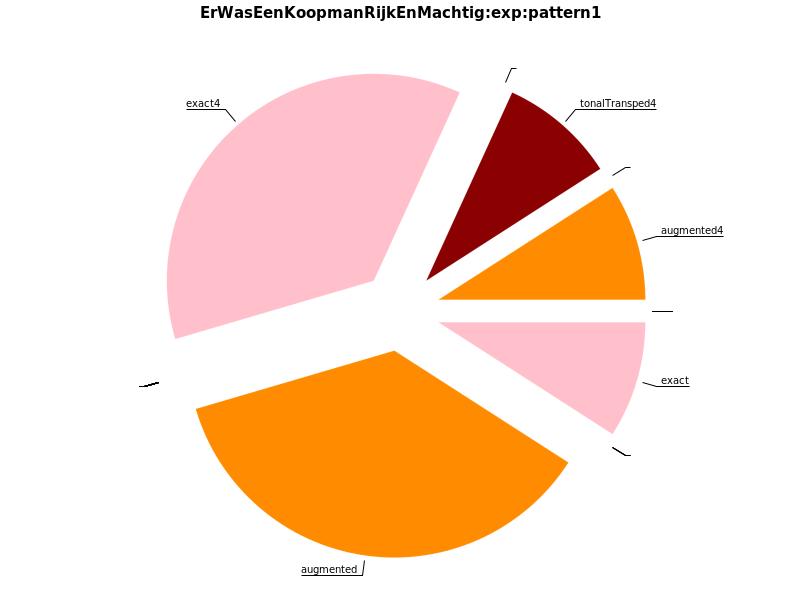 ErWasEenKoopmanRijkEnMachtig:exp:pattern1
exact4
tonalTransped4
augmented4
exact
augmented